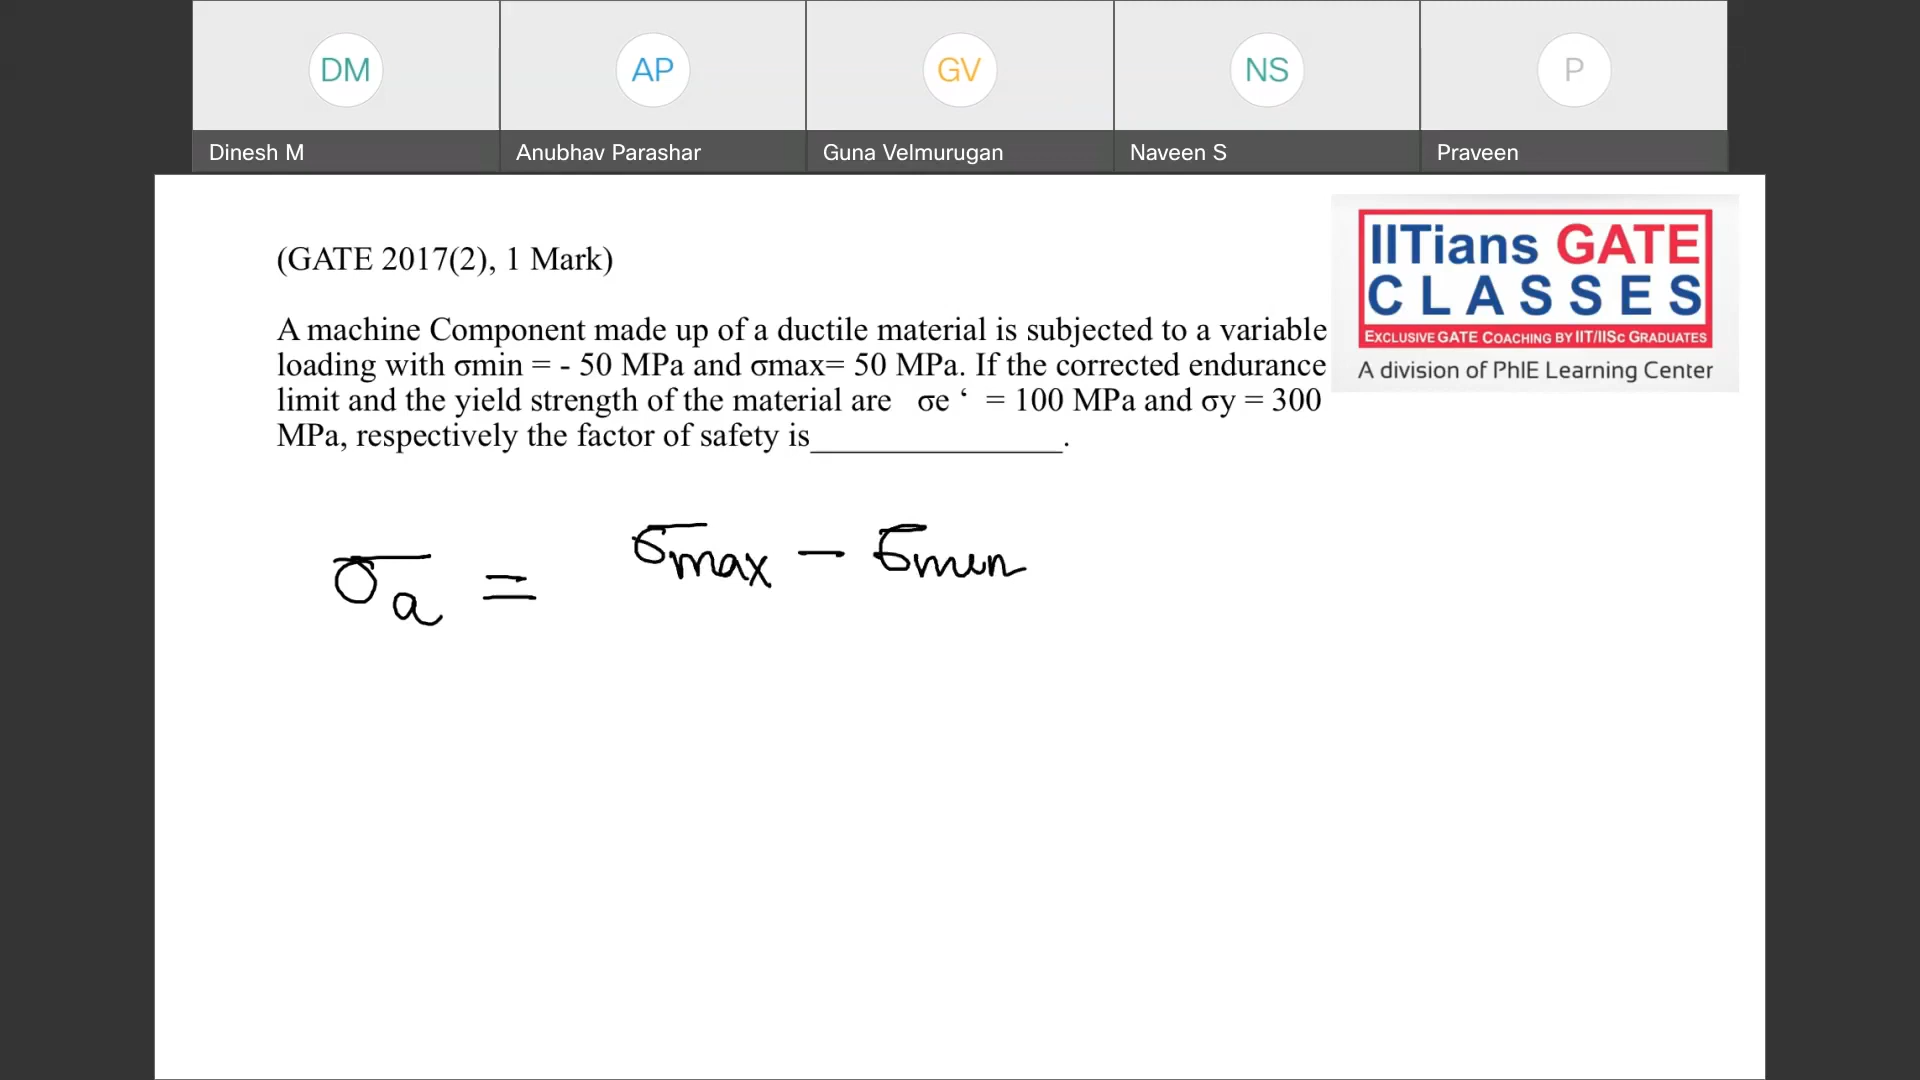 DM AP GV NS P
Dinesh M Anubhav Parashar Guna Velmurugan Naveen S Praveen
IITians GATE
CLASSES
EXCLUSIVE GATE COACHING BY IIT/IISc GRADUATES
A division of PhIE Learning Center
(GATE 2017(2), 1 Mark)
A machine Component made up of a ductile material is subjected to a variable
loading with σmin = - 50 MPa and σmax= 50 MPa. If the corrected endurance
limit and the yield strength of the material are σe ‘ = 100 MPa and σy = 300
MPa, respectively the factor of safety is_______________.
σa = σmax − σmin